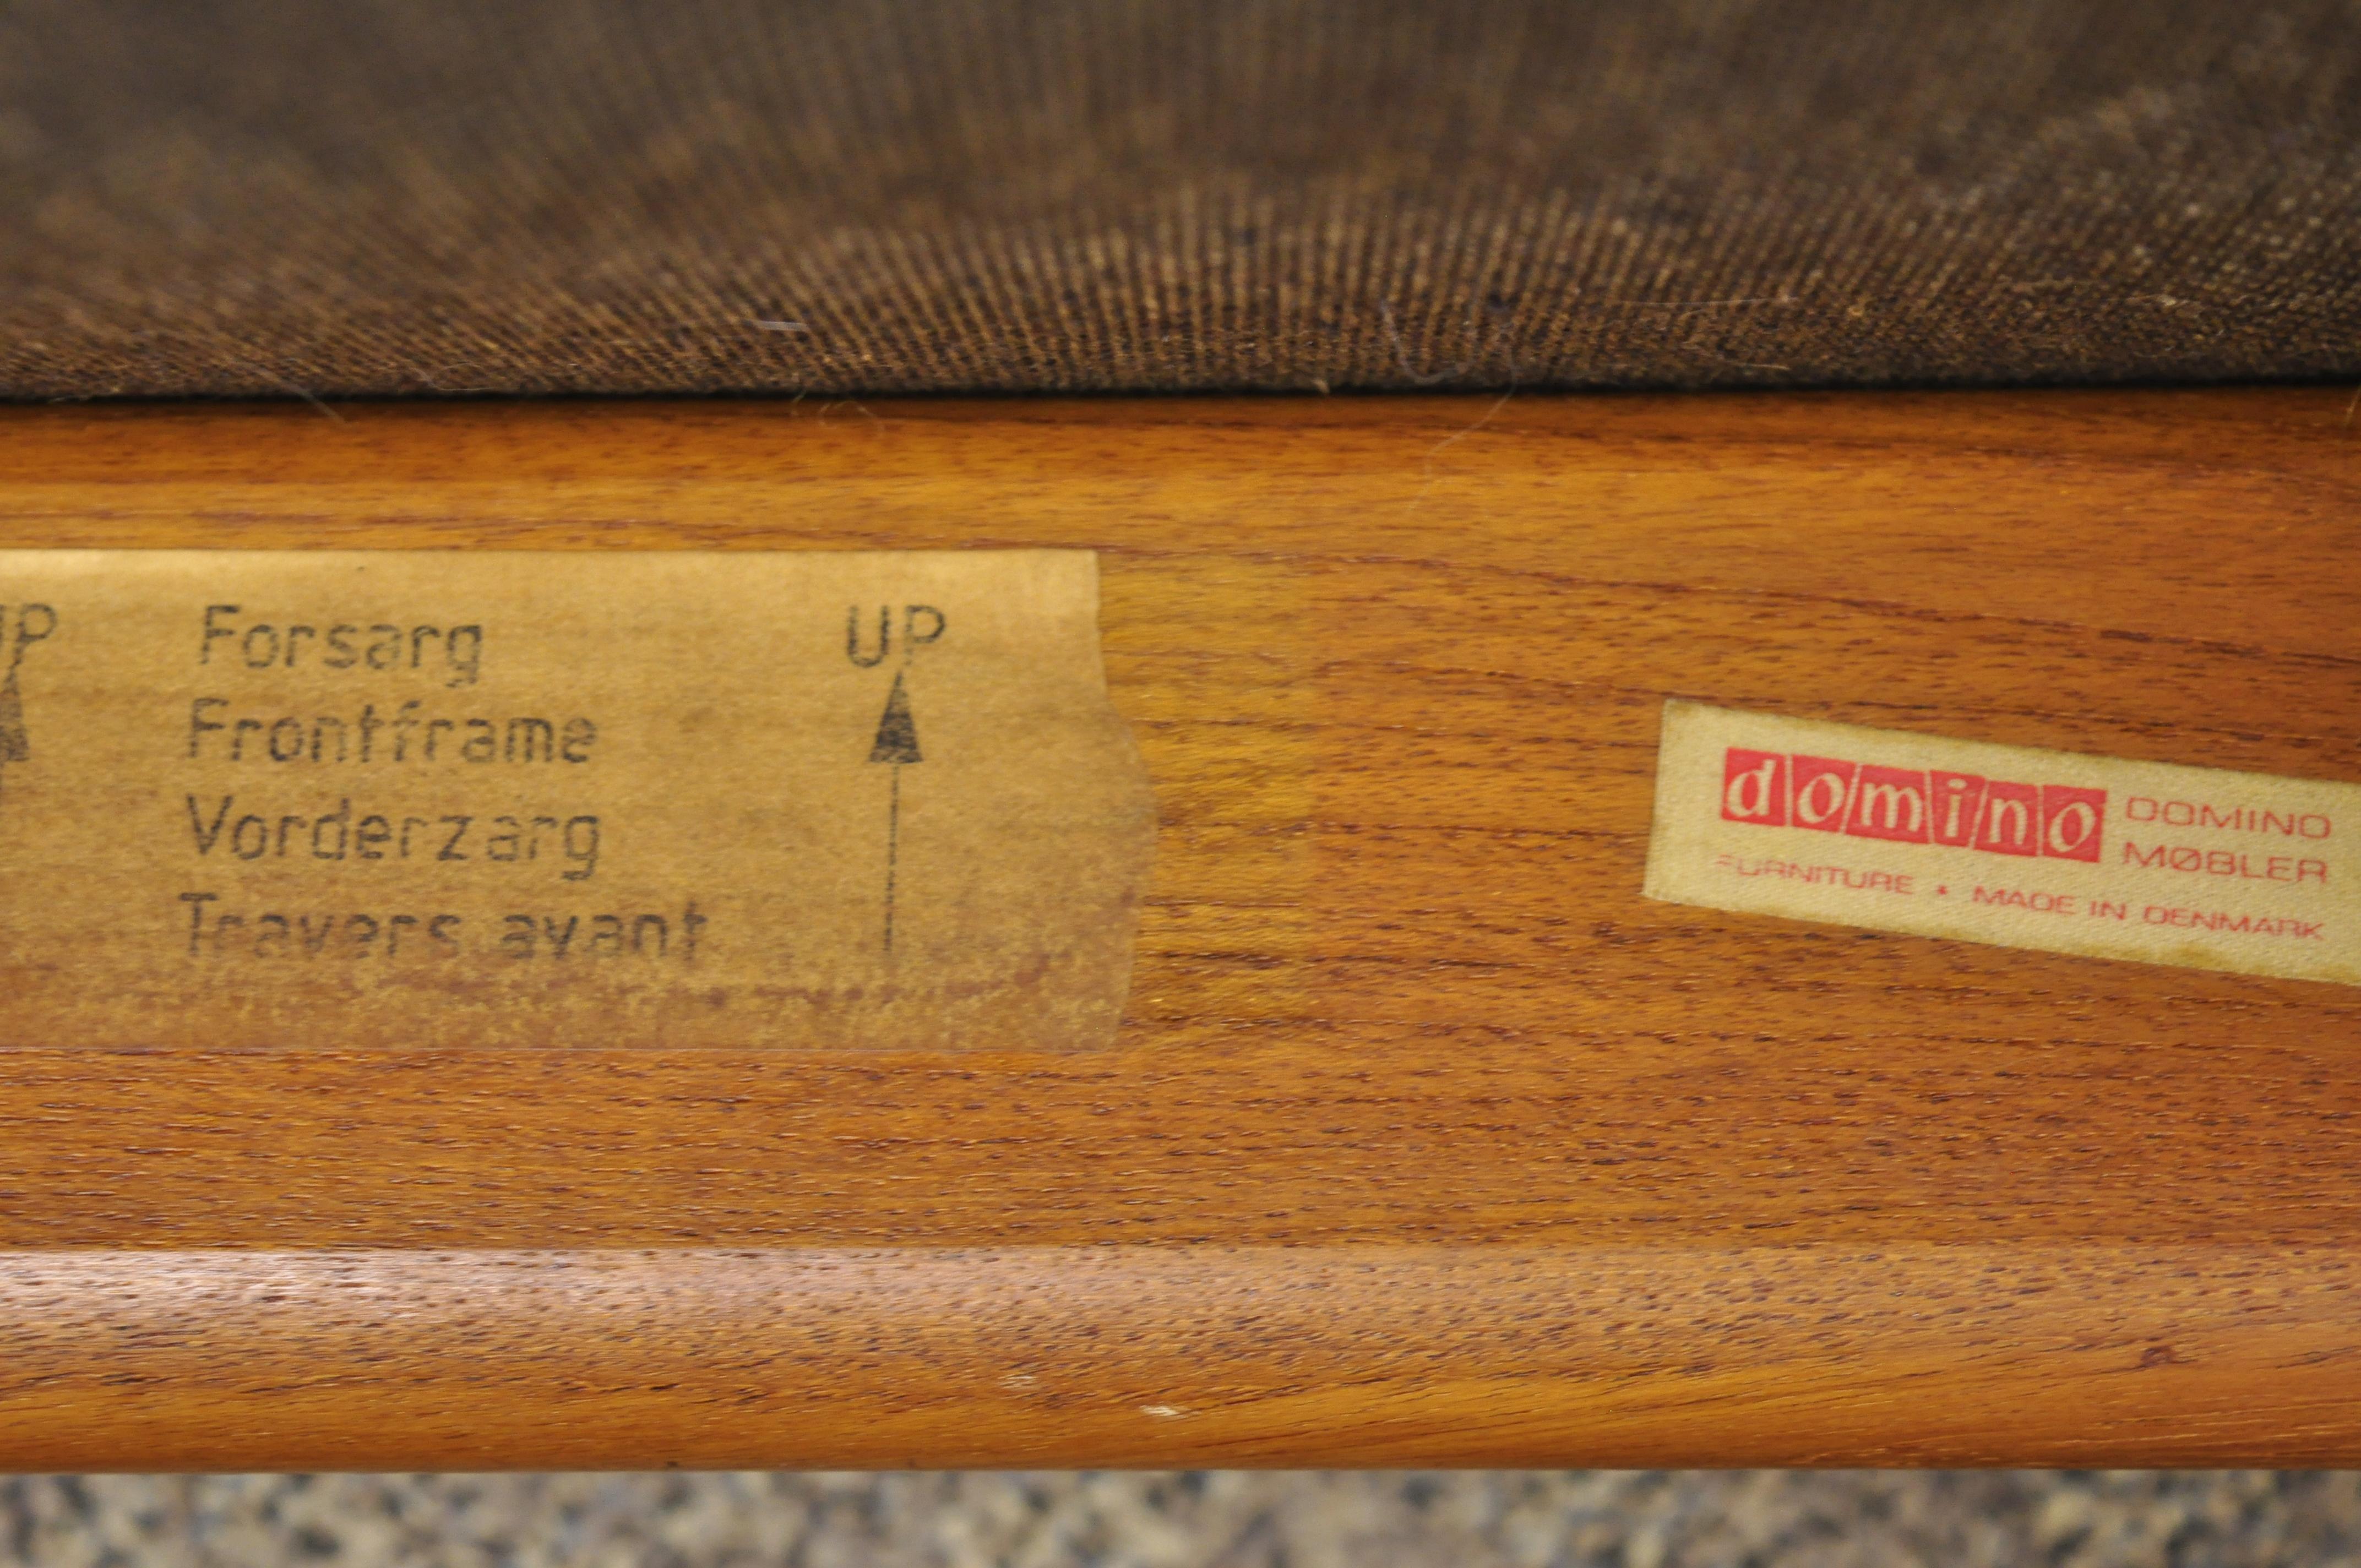 UP
Forsarg
Frontframe
Vorderzarg
Travers avant
UP
domino
DOMINO
MØBLER
FURNITURE • MADE IN DENMARK